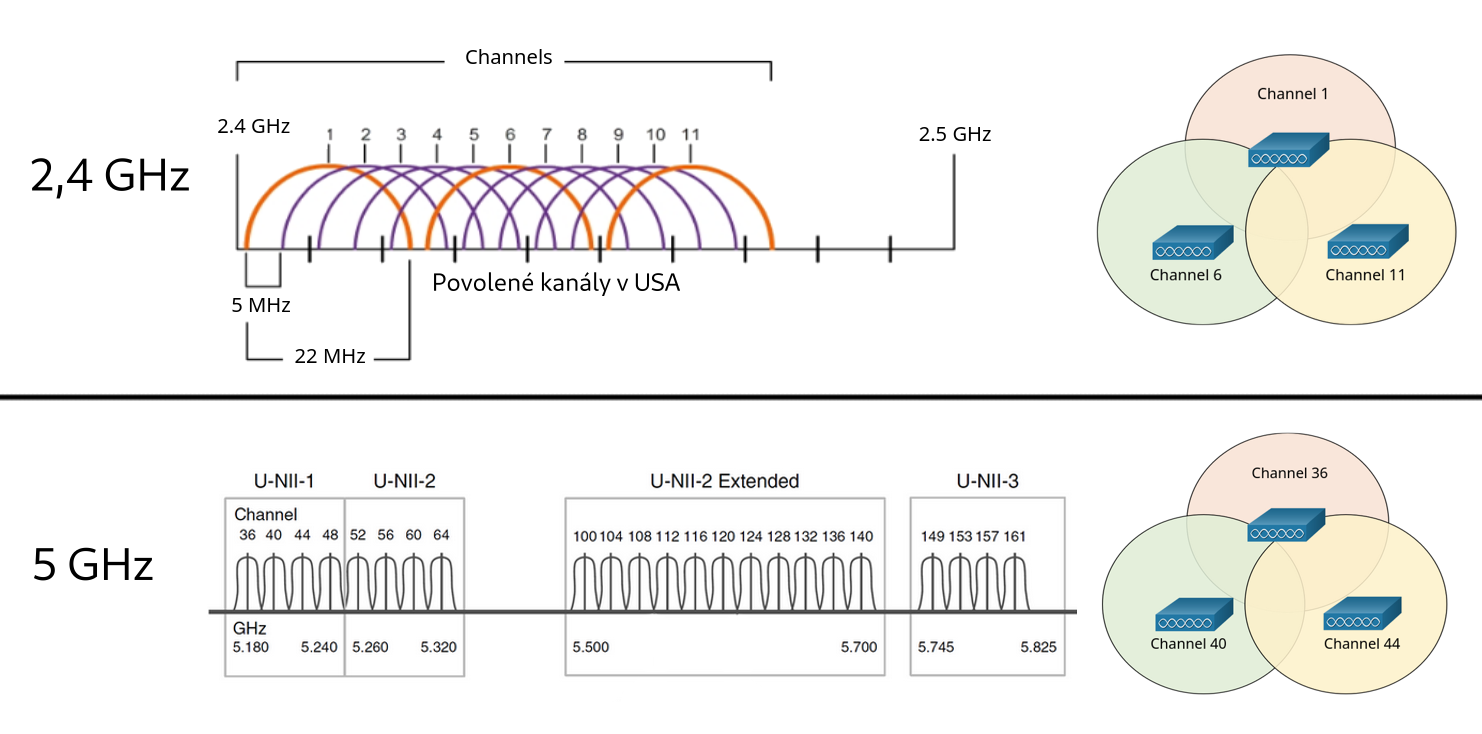 Channels
2.4 GHz
2.5 GHz
1 2 3 4 5 6 7 8 9 10 11
2,4 GHz
Povolené kanály v USA
5 MHz
22 MHz
Channel 1
Channel 6
Channel 11
U-NII-1
U-NII-2
U-NII-2 Extended
U-NII-3
Channel
36 40 44 48 52 56 60 64
100 104 108 112 116 120 124 128 132 136 140
149 153 157 161
5 GHz
GHz
5.180 5.240 5.260 5.320
5.500 5.700
5.745 5.825
Channel 36
Channel 40
Channel 44